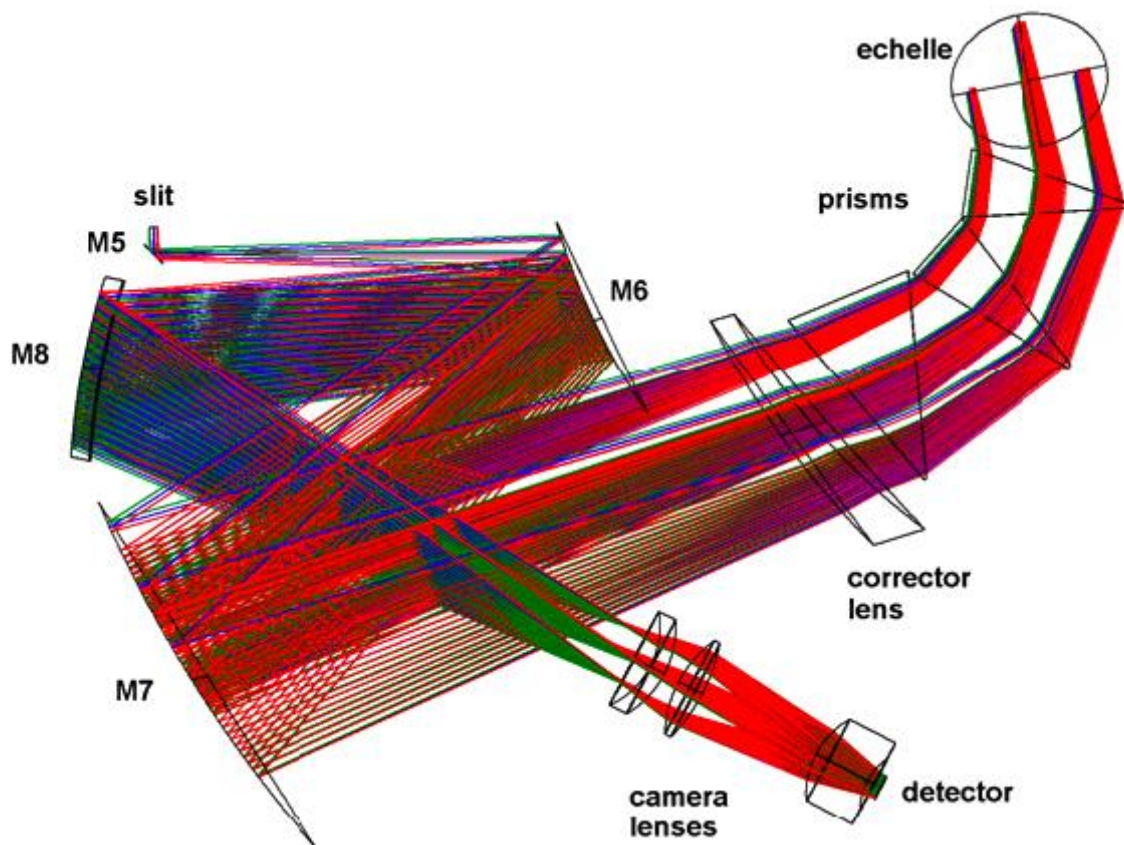 echelle
prisms
slit
M5
M6
M8
corrector
lens
M7
camera
lenses
detector